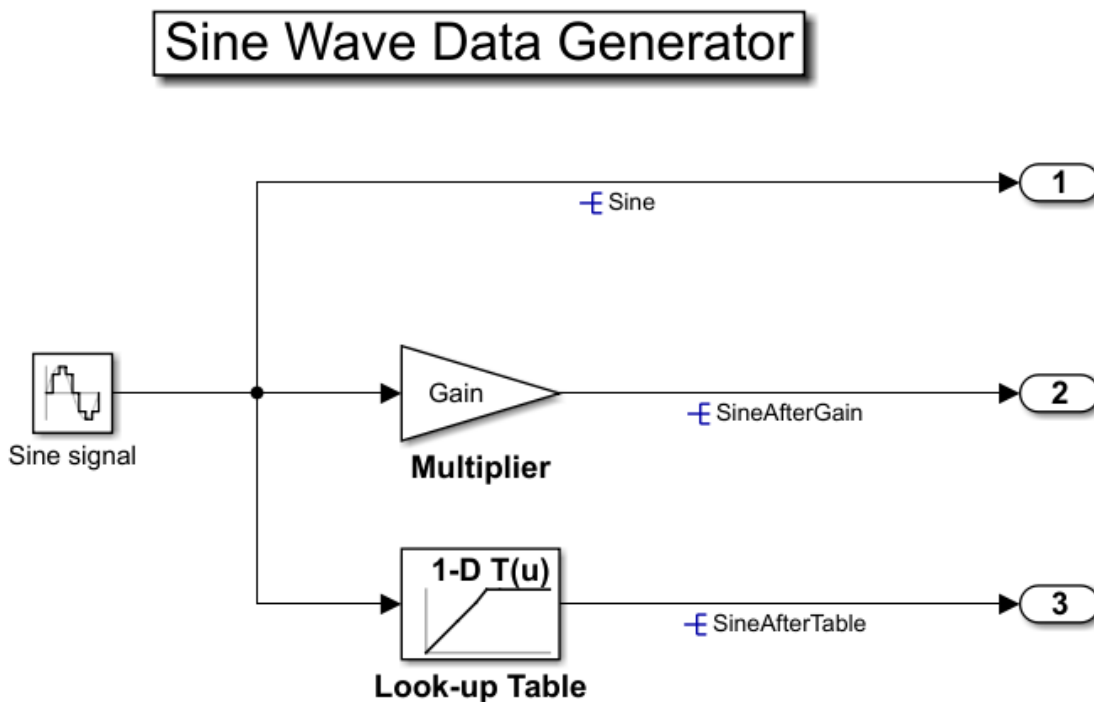 Sine Wave Data Generator
1
Sine
Sine signal
Gain
Multiplier
2
SineAfterGain
1-D T(u)
Look-up Table
3
SineAfterTable